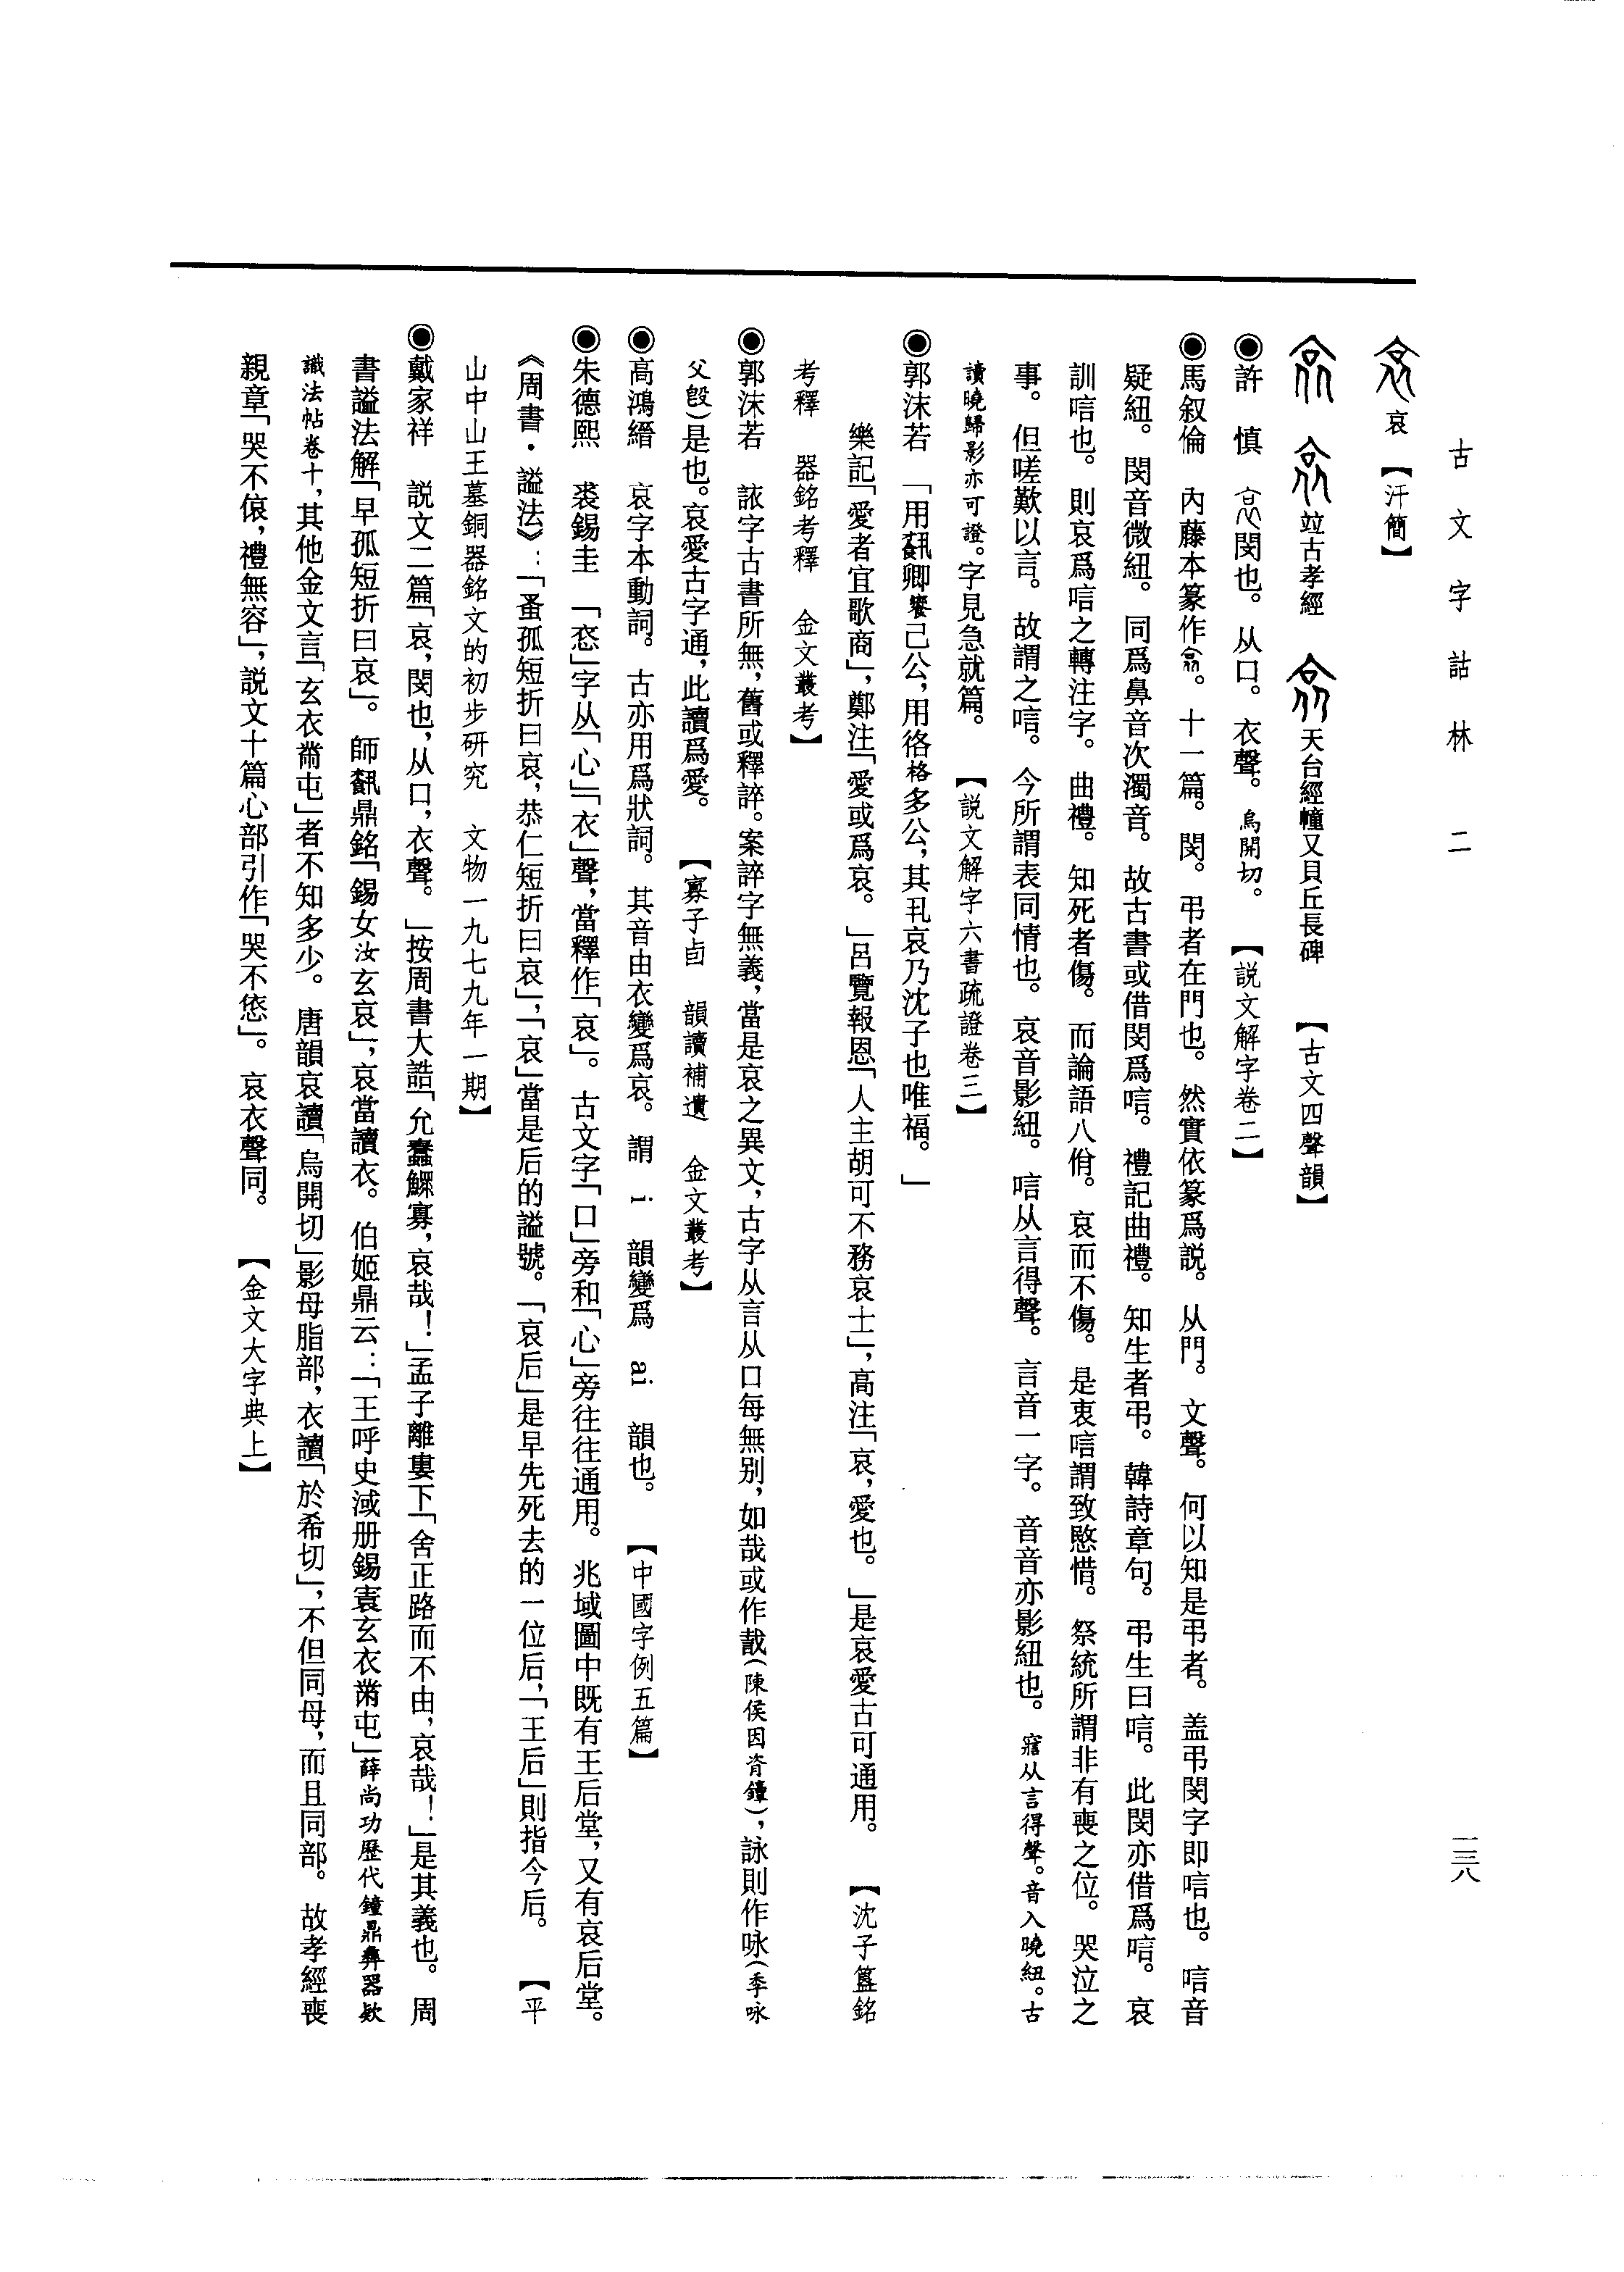 古文字詁林 二
一三八
哀【汗簡】
竝古孝經 天台經幢又貝丘長碑 【古文四聲韻】
◉許 慎 閔也。从口。衣聲。烏開切。 【説文解字卷二】
◉馬叙倫 內藤本篆作。十一篇。閔。弔者在門也。然實依篆爲説。从門。文聲。何以知是弔者。盖弔閔字即唁也。唁音
疑紐。閔音微紐。同爲鼻音次濁音。故古書或借閔爲唁。禮記曲禮。知生者弔。韓詩章句。弔生曰唁。此閔亦借爲唁。哀
訓唁也。則哀爲唁之轉注字。曲禮。知死者傷。而論語八佾。哀而不傷。是衷唁謂致愍惜。祭統所謂非有喪之位。哭泣之
事。但嗟歎以言。故謂之唁。今所謂表同情也。哀音影紐。唁从言得聲。言音一字。音音亦影紐也。寣从言得聲。音入曉紐。古
讀曉歸影亦可證。字見急就篇。 【説文解字六書疏證卷三】
◉郭沫若 「用卿饗己公，用佫格多公，其丮哀乃沈子也唯福。」
樂記「愛者宜歌商」，鄭注「愛或爲哀。」呂覽報恩「人主胡可不務哀士」，高注「哀，愛也。」是哀愛古可通用。 【沈子簋銘
考釋 器銘考釋 金文叢考】
◉郭沫若 誒字古書所無，舊或釋誶。案誶字無義，當是哀之異文，古字从言从口每無别，如哉或作（陳侯因𬯎鐘），詠則作咏（季咏
父𣪘）是也。哀愛古字通，此讀爲愛。 【寡子卣 韻讀補遺 金文叢考】
◉高鴻縉 哀字本動詞。古亦用爲狀詞。其音由衣變爲哀。謂 i 韻變爲 ai 韻也。 【中國字例五篇】
◉朱德熙 裘錫圭 「㤅」字从「心」「衣」聲，當釋作「哀」。古文字「口」旁和「心」旁往往通用。兆域圖中既有王后堂，又有哀后堂。
《周書·謚法》：「蚤孤短折曰哀，恭仁短折曰哀」，「哀」當是后的謚號。「哀后」是早先死去的一位后，「王后」則指今后。 【平
山中山王墓銅器銘文的初步研究 文物一九七九年一期】
◉戴家祥 説文二篇「哀，閔也，从口，衣聲。」按周書大誥「允蠢鰥寡，哀哉！」孟子離婁下「舍正路而不由，哀哉！」是其義也。周
書謚法解「早孤短折曰哀」。師䚄鼎銘「錫女汝玄哀」，哀當讀衣。伯姬鼎云：「王呼史淢册錫寰玄衣黹屯」薛尚功歷代鐘鼎彝器欵
識法帖卷十，其他金文言「玄衣黹屯」者不知多少。唐韻哀讀「烏開切」影母脂部，衣讀「於希切」，不但同母，而且同部。故孝經喪
親章「哭不偯，禮無容」，説文十篇心部引作「哭不㥋」。哀衣聲同。 【金文大字典上】